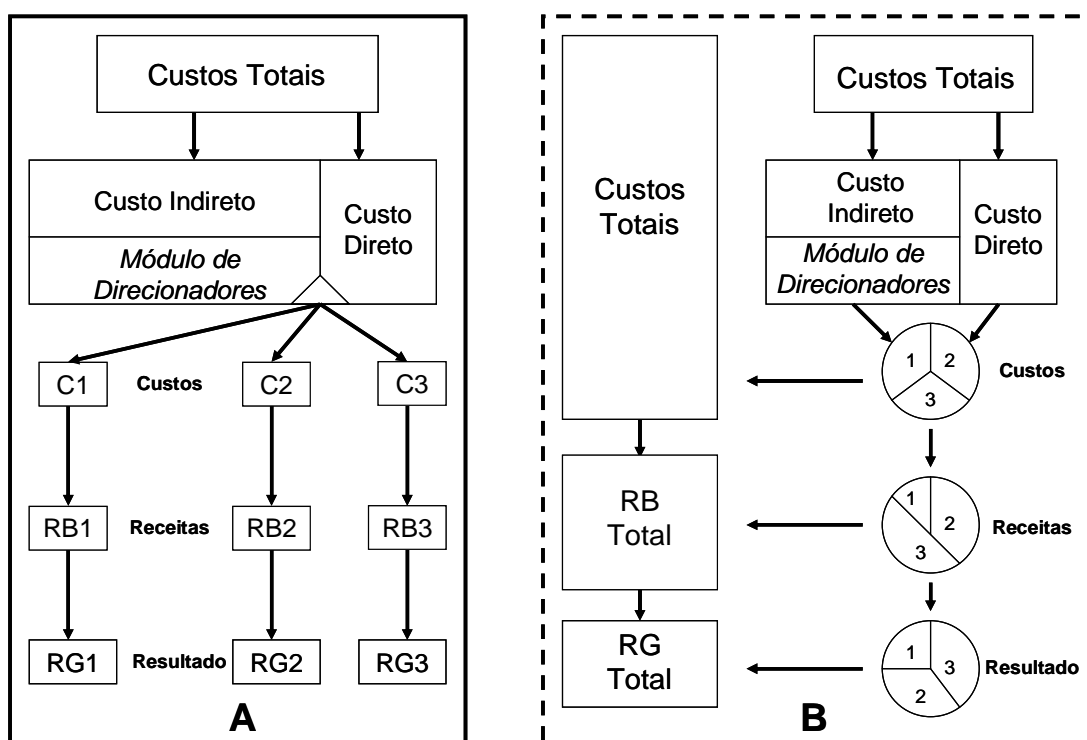 Custos Totais
Custo Indireto
Módulo de
Direcionadores
Custo
Direto
C1
Custos
C2
C3
RB1
Receitas
RB2
RB3
RG1
Resultado
RG2
RG3
A
Custos
Totais
RB
Total
RG
Total
Custos Totais
Custo
Indireto
Módulo de
Direcionadores
Custo
Direto
1
2
3
Custos
1
2
3
Receitas
1
3
2
Resultado
B